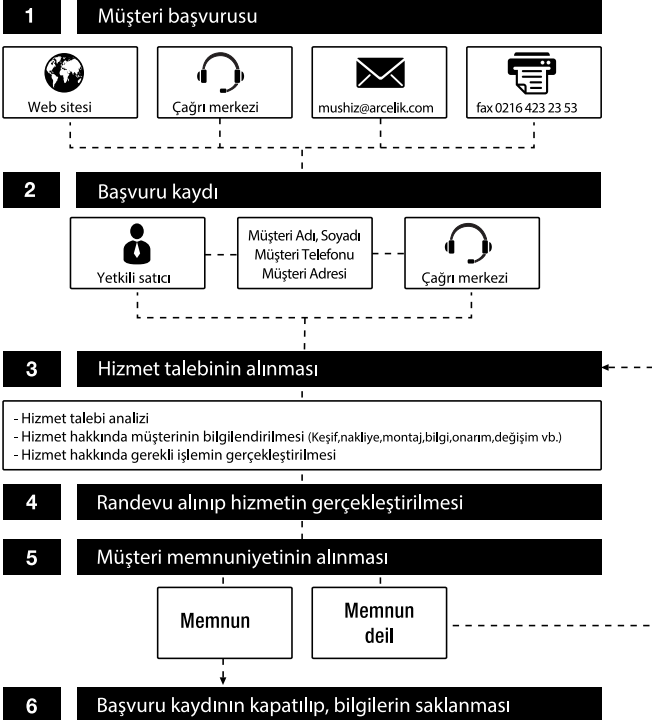 1 Müşteri başvurusu
Web sitesi
Çağrı merkezi
mushiz@arcelik.com
fax 0216 423 23 53
2 Başvuru kaydı
Yetkili satıcı
Müşteri Adı, Soyadı
Müşteri Telefonu
Müşteri Adresi
Çağrı merkezi
3 Hizmet talebinin alınması
- Hizmet talebi analizi
- Hizmet hakkında müşterinin bilgilendirilmesi (Keşif,nakliye,montaj,bilgi,onarım,değişim vb.)
- Hizmet hakkında gerekli işlemin gerçekleştirilmesi
4 Randevu alınıp hizmetin gerçekleştirilmesi
5 Müşteri memnuniyetinin alınması
Memnun
Memnun
deil
6 Başvuru kaydının kapatılıp, bilgilerin saklanması